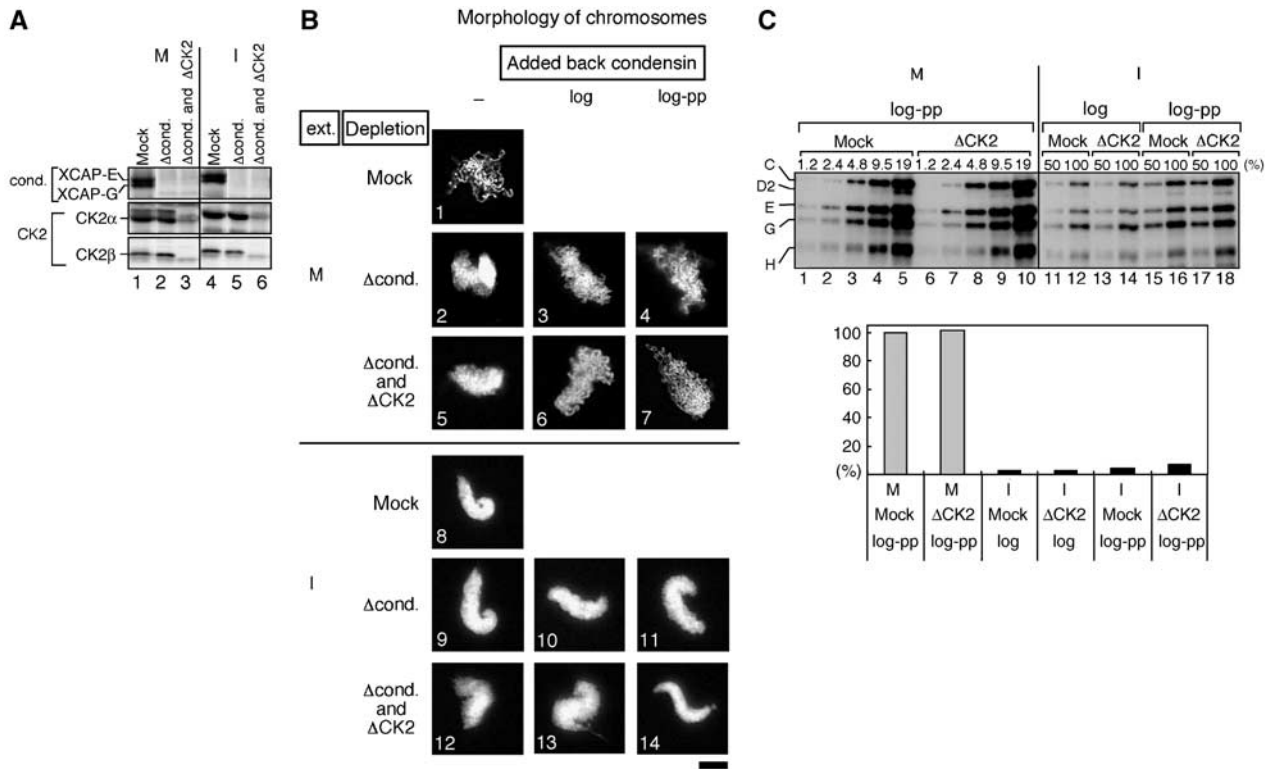 A
M I
Mock Δcond. Δcond. and ΔCK2 Mock Δcond. Δcond. and ΔCK2
cond. XCAP-E
XCAP-G
CK2 CK2α
CK2β
1 2 3 4 5 6
B
Morphology of chromosomes
Added back condensin
– log log-pp
ext. Depletion
Mock
1
M Δcond.
2 3 4
Δcond.
and
ΔCK2
5 6 7
Mock
8
I Δcond.
9 10 11
Δcond.
and
ΔCK2
12 13 14
C
M I
log-pp log log-pp
Mock ΔCK2 Mock ΔCK2 Mock ΔCK2
1.2 2.4 4.8 9.5 19 1.2 2.4 4.8 9.5 19 50 100 50 100 50 100 50 100 (%)
C
D2
E
G
H
1 2 3 4 5 6 7 8 9 10 11 12 13 14 15 16 17 18
100
80
60
40
20
(%)
M M I I I I
Mock ΔCK2 Mock ΔCK2 Mock ΔCK2
log-pp log-pp log log log-pp log-pp